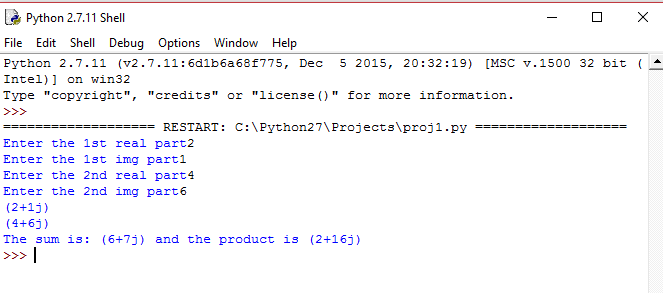 Python 2.7.11 Shell
File Edit Shell Debug Options Window Help
Python 2.7.11 (v2.7.11:6d1b6a68f775, Dec  5 2015, 20:32:19) [MSC v.1500 32 bit (
Intel)] on win32
Type "copyright", "credits" or "license()" for more information.
>>>
=================== RESTART: C:\Python27\Projects\proj1.py ===================
Enter the 1st real part2
Enter the 1st img part1
Enter the 2nd real part4
Enter the 2nd img part6
(2+1j)
(4+6j)
The sum is: (6+7j) and the product is (2+16j)
>>>